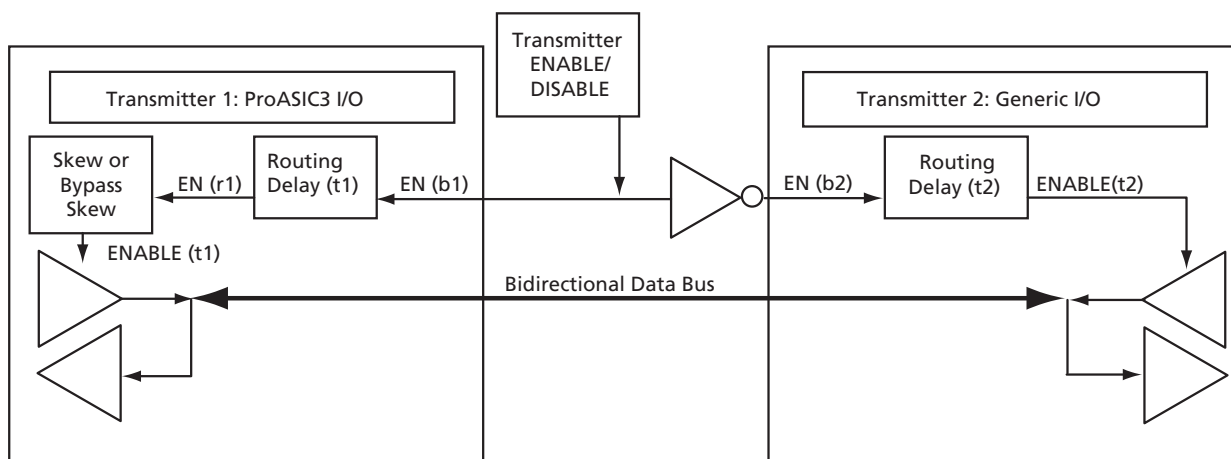 Transmitter
ENABLE/
DISABLE
Transmitter 1: ProASIC3 I/O
Transmitter 2: Generic I/O
Skew or
Bypass
Skew
EN (r1)
Routing
Delay (t1)
EN (b1)
EN (b2)
Routing
Delay (t2)
ENABLE(t2)
ENABLE (t1)
Bidirectional Data Bus